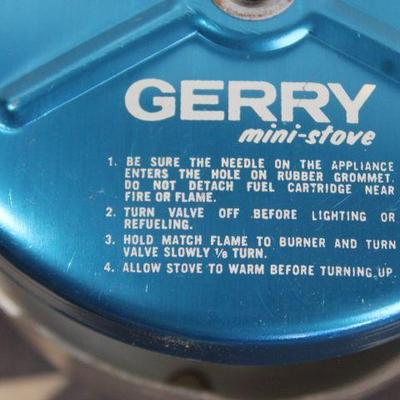 GERRY
mini-stove
1. BE SURE THE NEEDLE ON THE APPLIANCE
ENTERS THE HOLE ON RUBBER GROMMET.
DO NOT DETACH FUEL CARTRIDGE NEAR
FIRE OR FLAME.
2. TURN VALVE OFF BEFORE LIGHTING OR
REFUELING.
3. HOLD MATCH FLAME TO BURNER AND TURN
VALVE SLOWLY ⅛ TURN.
4. ALLOW STOVE TO WARM BEFORE TURNING UP.